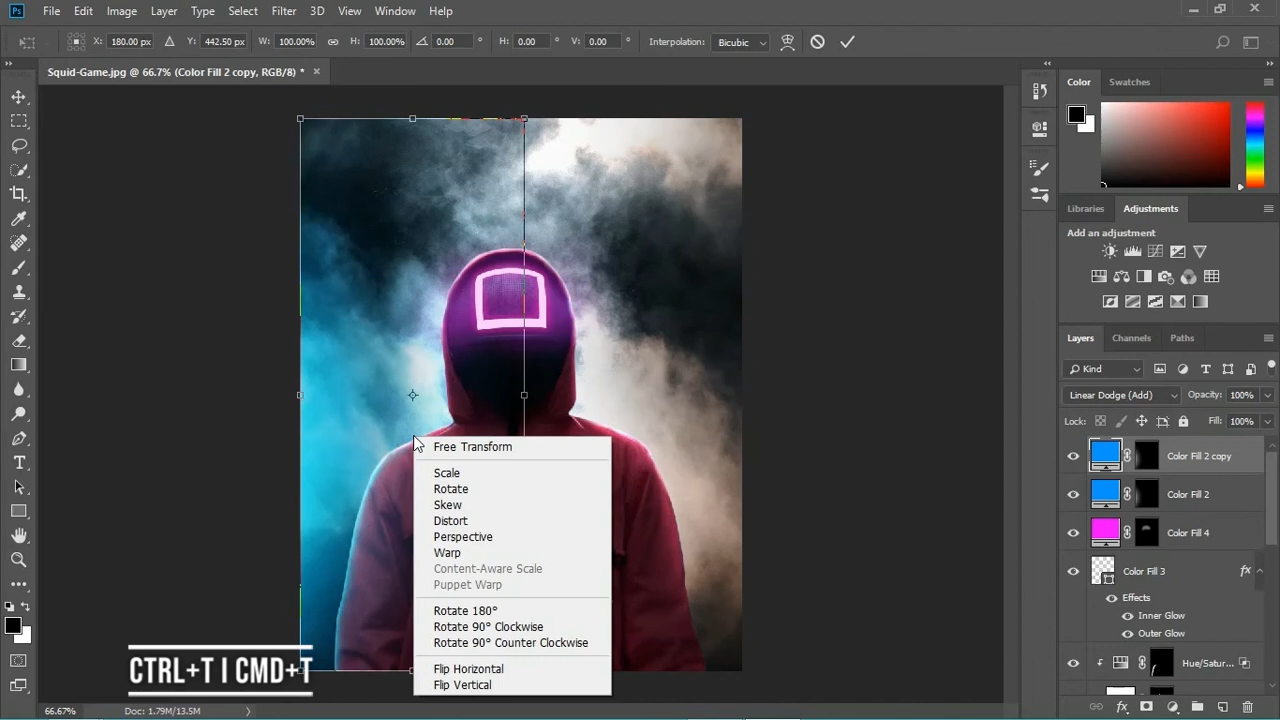 Ps File Edit Image Layer Type Select Filter 3D View Window Help
X: 180.00 px Y: 442.50 px W: 100.00% H: 100.00% 0.00 ° H: 0.00 ° V: 0.00 ° Interpolation: Bicubic
Squid-Game.jpg @ 66.7% (Color Fill 2 copy, RGB/8) * ×
Color Swatches
Libraries Adjustments
Add an adjustment
Layers Channels Paths
Kind
Linear Dodge (Add) Opacity: 100%
Lock: Fill: 100%
Color Fill 2 copy
Color Fill 2
Color Fill 4
Color Fill 3 fx
Effects
Inner Glow
Outer Glow
Hue/Satur...
Free Transform
Scale
Rotate
Skew
Distort
Perspective
Warp
Content-Aware Scale
Puppet Warp
Rotate 180°
Rotate 90° Clockwise
Rotate 90° Counter Clockwise
Flip Horizontal
Flip Vertical
CTRL+T | CMD+T
66.67% Doc: 1.79M/13.5M